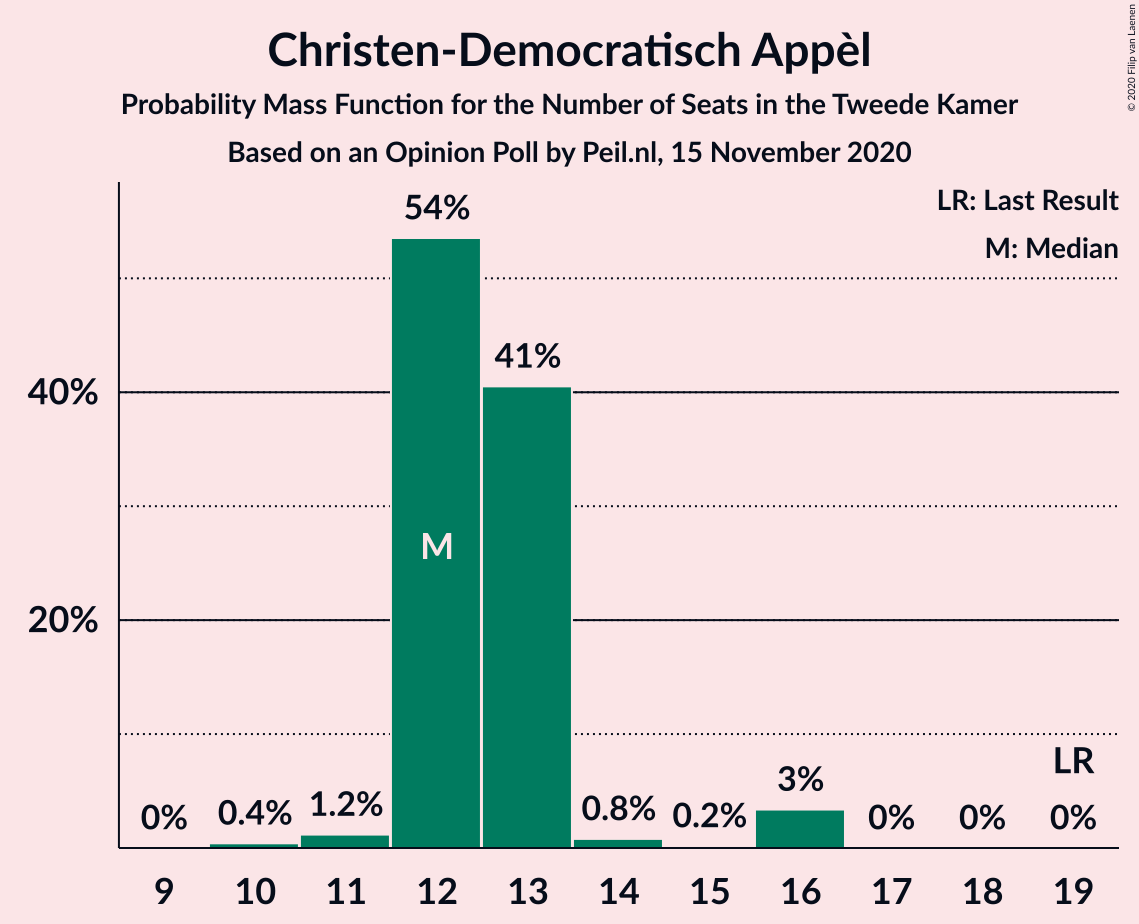 Christen-Democratisch Appèl
Probability Mass Function for the Number of Seats in the Tweede Kamer
Based on an Opinion Poll by Peil.nl, 15 November 2020
© 2020 Filip van Laenen
LR: Last Result
M: Median
54%
41%
40%
M
20%
LR
0% 0.4% 1.2% 0.8% 0.2% 3% 0% 0% 0%
9 10 11 12 13 14 15 16 17 18 19